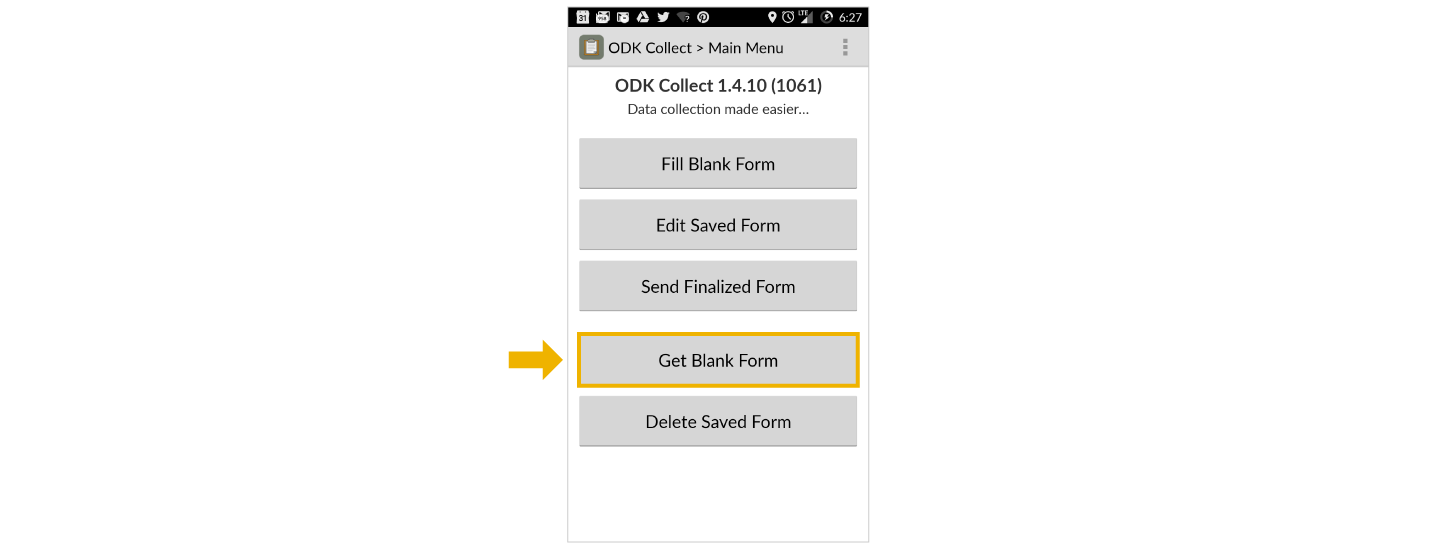 31 LTE 6:27
ODK Collect > Main Menu
ODK Collect 1.4.10 (1061)
Data collection made easier...
Fill Blank Form
Edit Saved Form
Send Finalized Form
Get Blank Form
Delete Saved Form